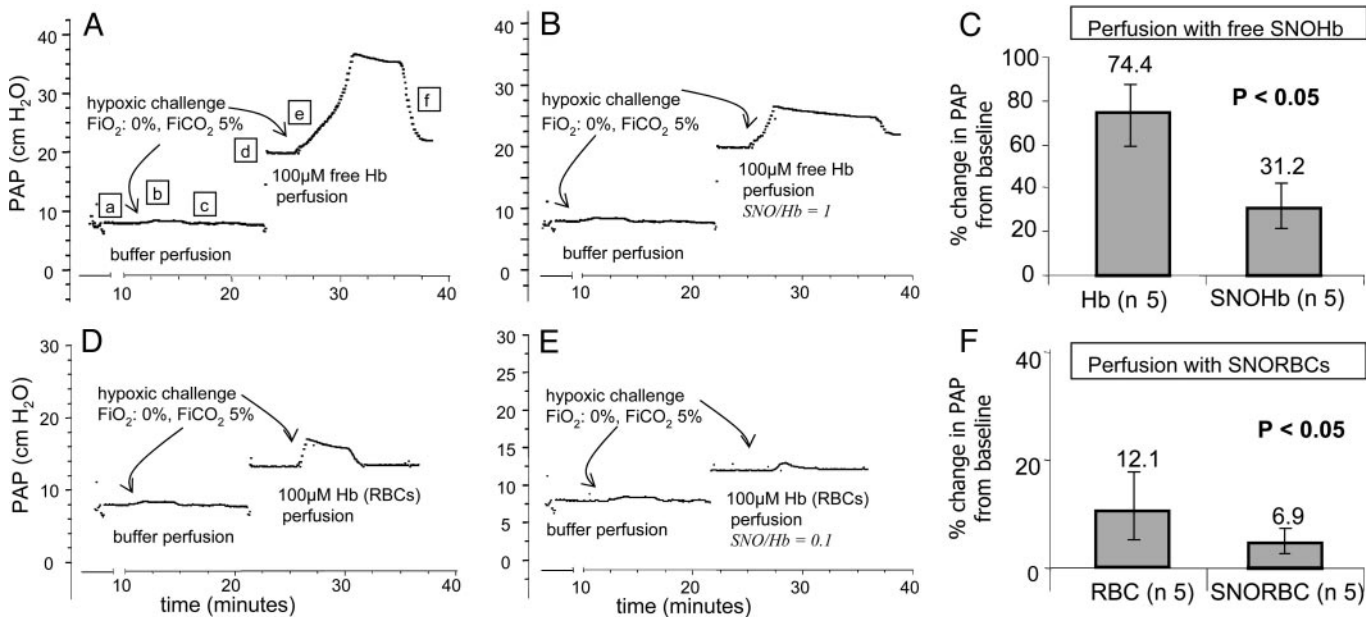 A
PAP (cm H₂O)
40
30
20
10
0
hypoxic challenge
FiO₂: 0%, FiCO₂ 5%
a
b
c
d
e
f
100µM free Hb
perfusion
buffer perfusion
10
20
30
40
B
40
30
20
10
0
hypoxic challenge
FiO₂: 0%, FiCO₂ 5%
100µM free Hb
perfusion
SNO/Hb = 1
buffer perfusion
10
20
30
40
C
Perfusion with free SNOHb
% change in PAP
from baseline
100
80
60
40
20
0
74.4
P < 0.05
31.2
Hb (n 5)
SNOHb (n 5)
D
PAP (cm H₂O)
30
20
10
0
hypoxic challenge
FiO₂: 0%, FiCO₂ 5%
100µM Hb (RBCs)
perfusion
buffer perfusion
10
20
30
40
time (minutes)
E
30
25
20
15
10
5
0
hypoxic challenge
FiO₂: 0%, FiCO₂ 5%
100µM Hb (RBCs)
perfusion
SNO/Hb = 0.1
buffer perfusion
10
20
30
40
time (minutes)
F
Perfusion with SNORBCs
% change in PAP
from baseline
40
20
0
P < 0.05
12.1
6.9
RBC (n 5)
SNORBC (n 5)